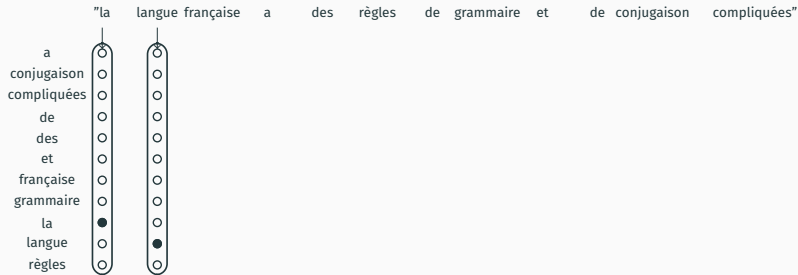 ”la langue française a des règles de grammaire et de conjugaison compliquées”
a
conjugaison
compliquées
de
des
et
française
grammaire
la
langue
règles